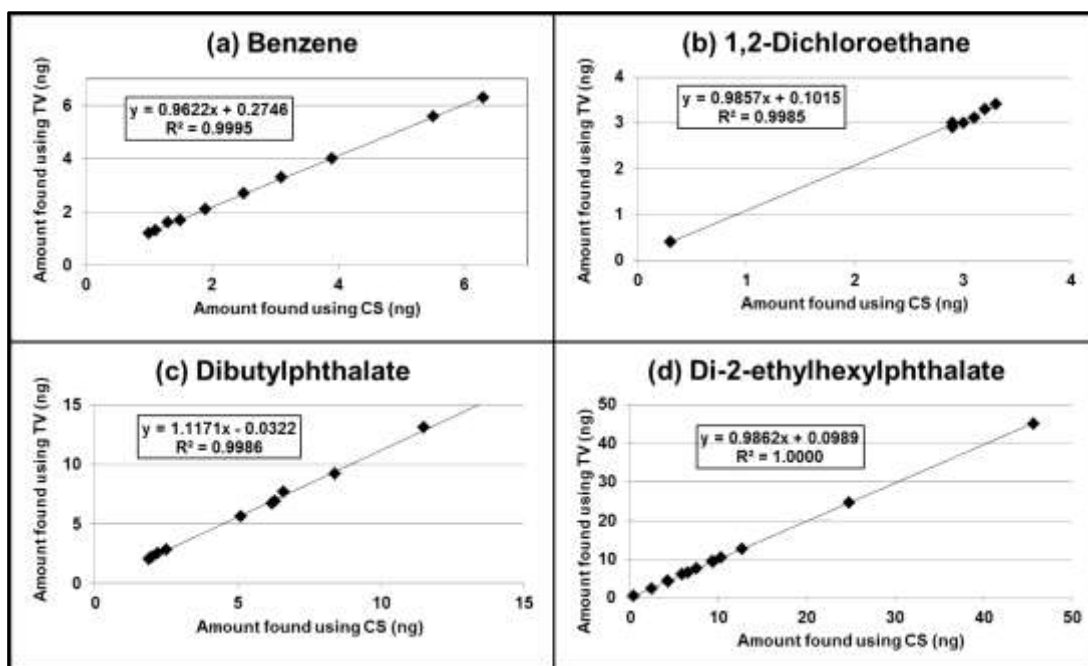 (a) Benzene
Amount found using TV (ng)
y = 0.9622x + 0.2746
R² = 0.9995
6
4
2
0
0 2 4 6
Amount found using CS (ng)
(b) 1,2-Dichloroethane
Amount found using TV (ng)
y = 0.9857x + 0.1015
R² = 0.9985
4
3
2
1
0
0 1 2 3 4
Amount found using CS (ng)
(c) Dibutylphthalate
Amount found using TV (ng)
y = 1.1171x - 0.0322
R² = 0.9986
15
10
5
0
0 5 10 15
Amount found using CS (ng)
(d) Di-2-ethylhexylphthalate
Amount found using TV (ng)
y = 0.9862x + 0.0989
R² = 1.0000
50
40
30
20
10
0
0 10 20 30 40 50
Amount found using CS (ng)